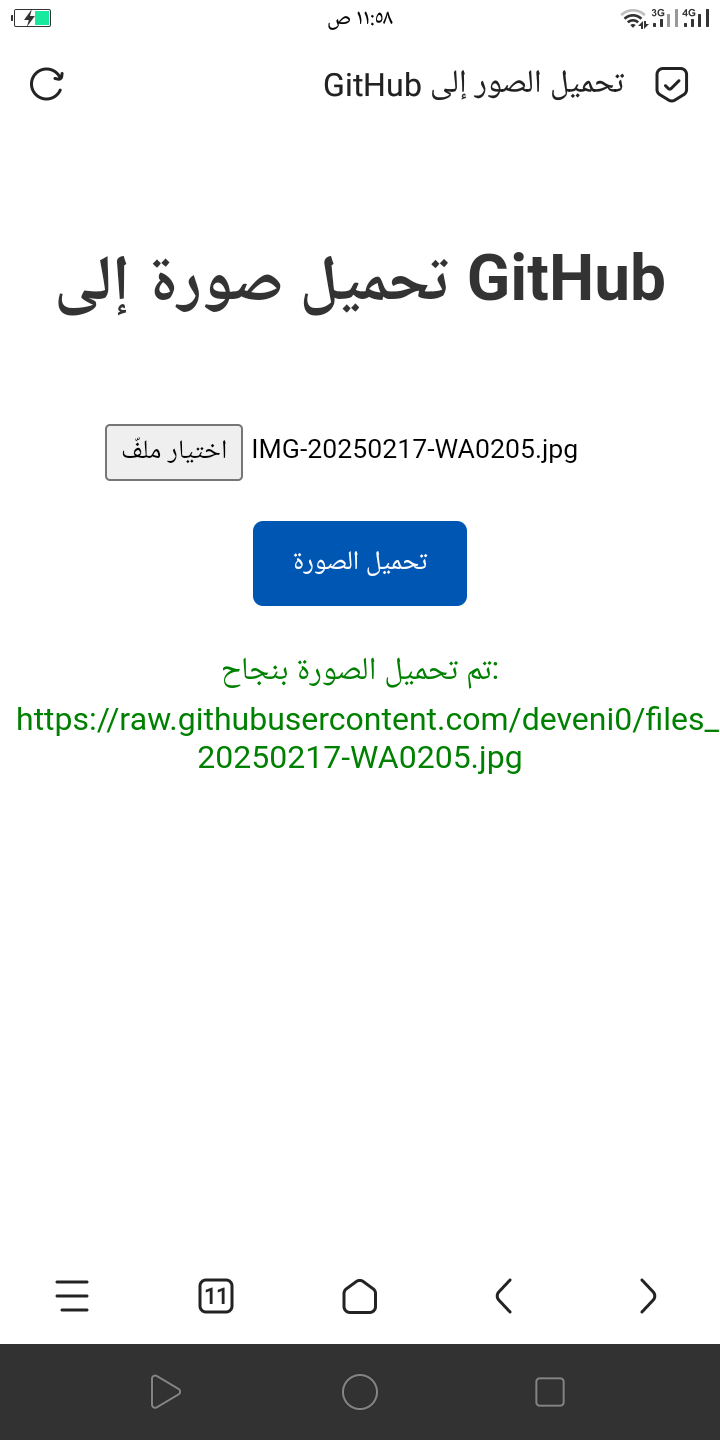 ١١:٥٨ ص
3G
4G
تحميل الصور إلى GitHub
GitHub تحميل صورة إلى
اختيار ملفّ IMG-20250217-WA0205.jpg
تحميل الصورة
تم تحميل الصورة بنجاح:
https://raw.githubusercontent.com/deveni0/files_
20250217-WA0205.jpg
11